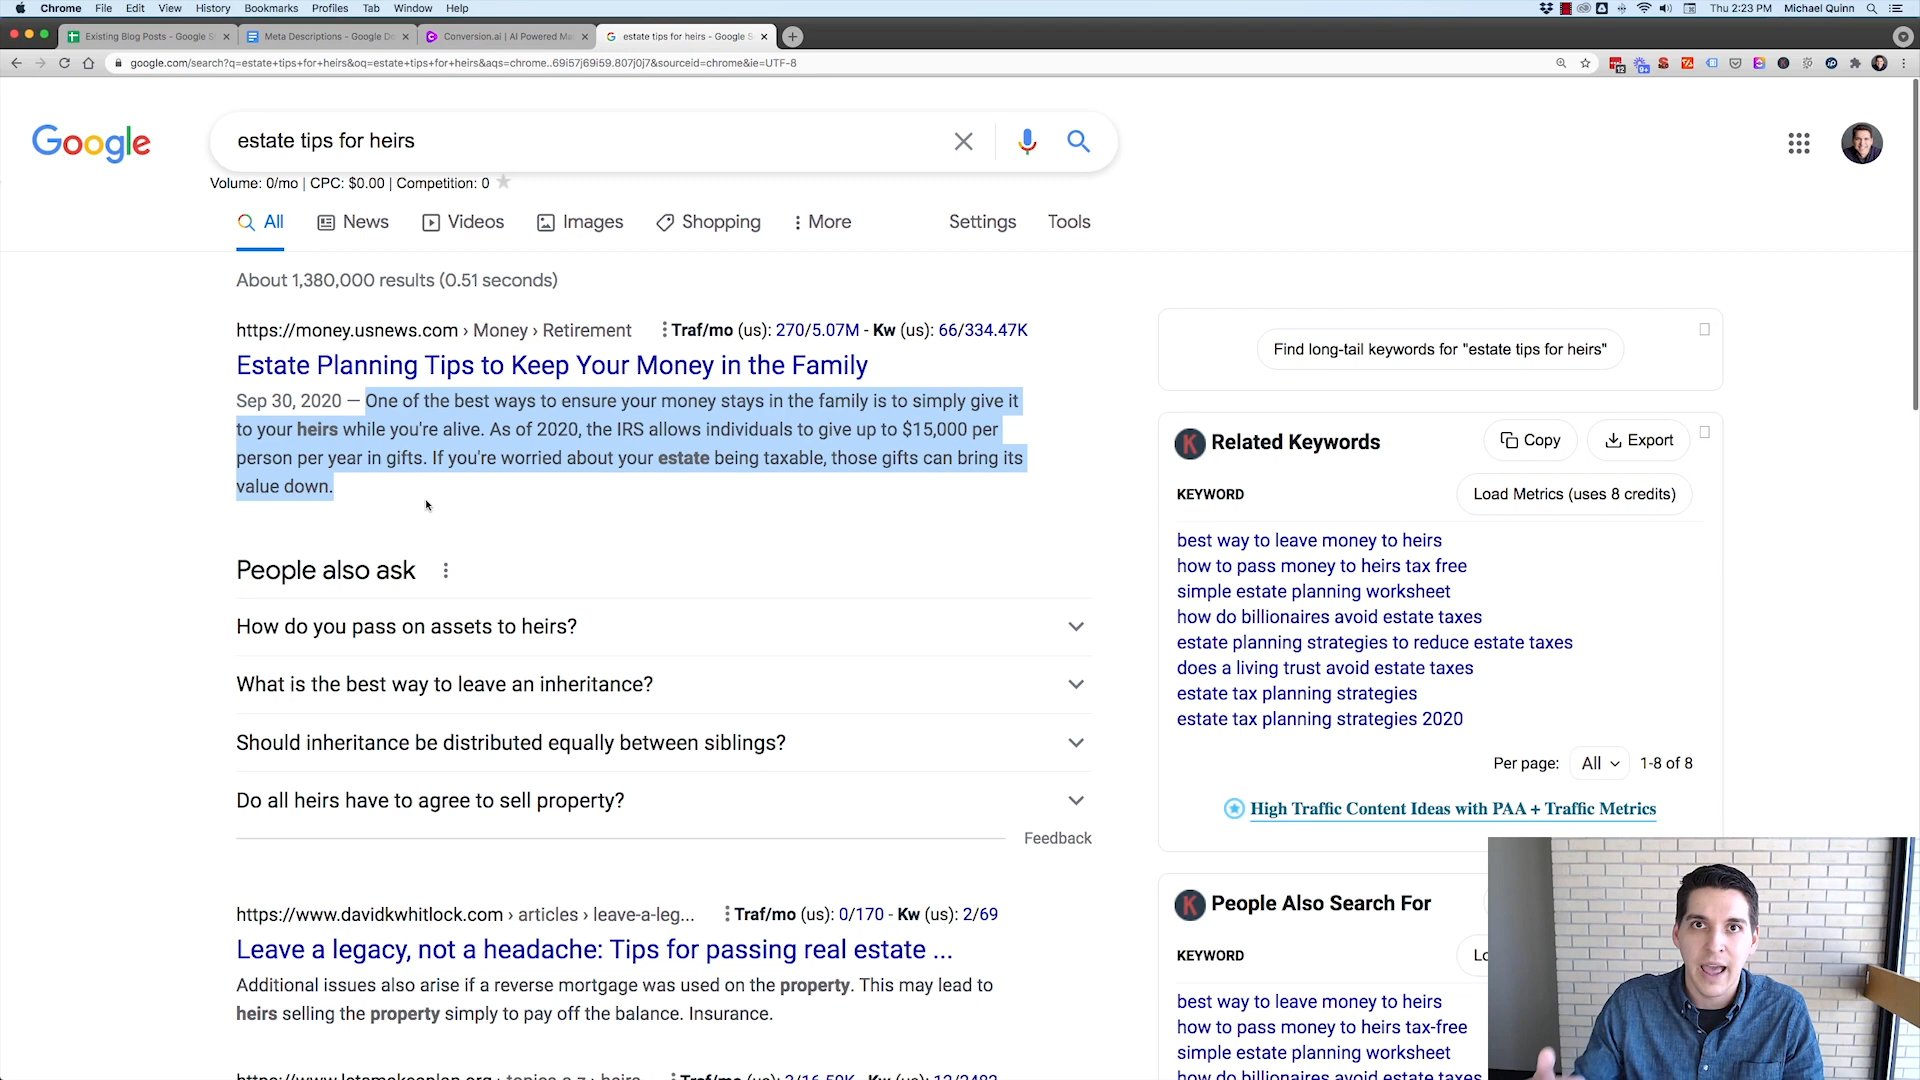 Chrome File Edit View History Bookmarks Profiles Tab Window Help
Thu 2:23 PM Michael Quinn
Existing Blog Posts - Google S
Meta Descriptions - Google Do
Conversion.ai | AI Powered Ma
estate tips for heirs - Google S
google.com/search?q=estate+tips+for+heirs&oq=estate+tips+for+heirs&aqs=chrome..69i57j69i59.807j0j7&sourceid=chrome&ie=UTF-8
Google
estate tips for heirs
Volume: 0/mo | CPC: $0.00 | Competition: 0
All News Videos Images Shopping More Settings Tools
About 1,380,000 results (0.51 seconds)
https://money.usnews.com › Money › Retirement
Traf/mo (us): 270/5.07M - Kw (us): 66/334.47K
Estate Planning Tips to Keep Your Money in the Family
Sep 30, 2020 — One of the best ways to ensure your money stays in the family is to simply give it
to your heirs while you're alive. As of 2020, the IRS allows individuals to give up to $15,000 per
person per year in gifts. If you're worried about your estate being taxable, those gifts can bring its
value down.
People also ask
How do you pass on assets to heirs?
What is the best way to leave an inheritance?
Should inheritance be distributed equally between siblings?
Do all heirs have to agree to sell property?
Feedback
https://www.davidkwhitlock.com › articles › leave-a-leg...
Traf/mo (us): 0/170 - Kw (us): 2/69
Leave a legacy, not a headache: Tips for passing real estate ...
Additional issues also arise if a reverse mortgage was used on the property. This may lead to
heirs selling the property simply to pay off the balance. Insurance.
Find long-tail keywords for "estate tips for heirs"
K Related Keywords
Copy
Export
KEYWORD
Load Metrics (uses 8 credits)
best way to leave money to heirs
how to pass money to heirs tax free
simple estate planning worksheet
how do billionaires avoid estate taxes
estate planning strategies to reduce estate taxes
does a living trust avoid estate taxes
estate tax planning strategies
estate tax planning strategies 2020
Per page: All 1-8 of 8
High Traffic Content Ideas with PAA + Traffic Metrics
K People Also Search For
KEYWORD
best way to leave money to heirs
how to pass money to heirs tax-free
simple estate planning worksheet
how do billionaires avoid estate taxes